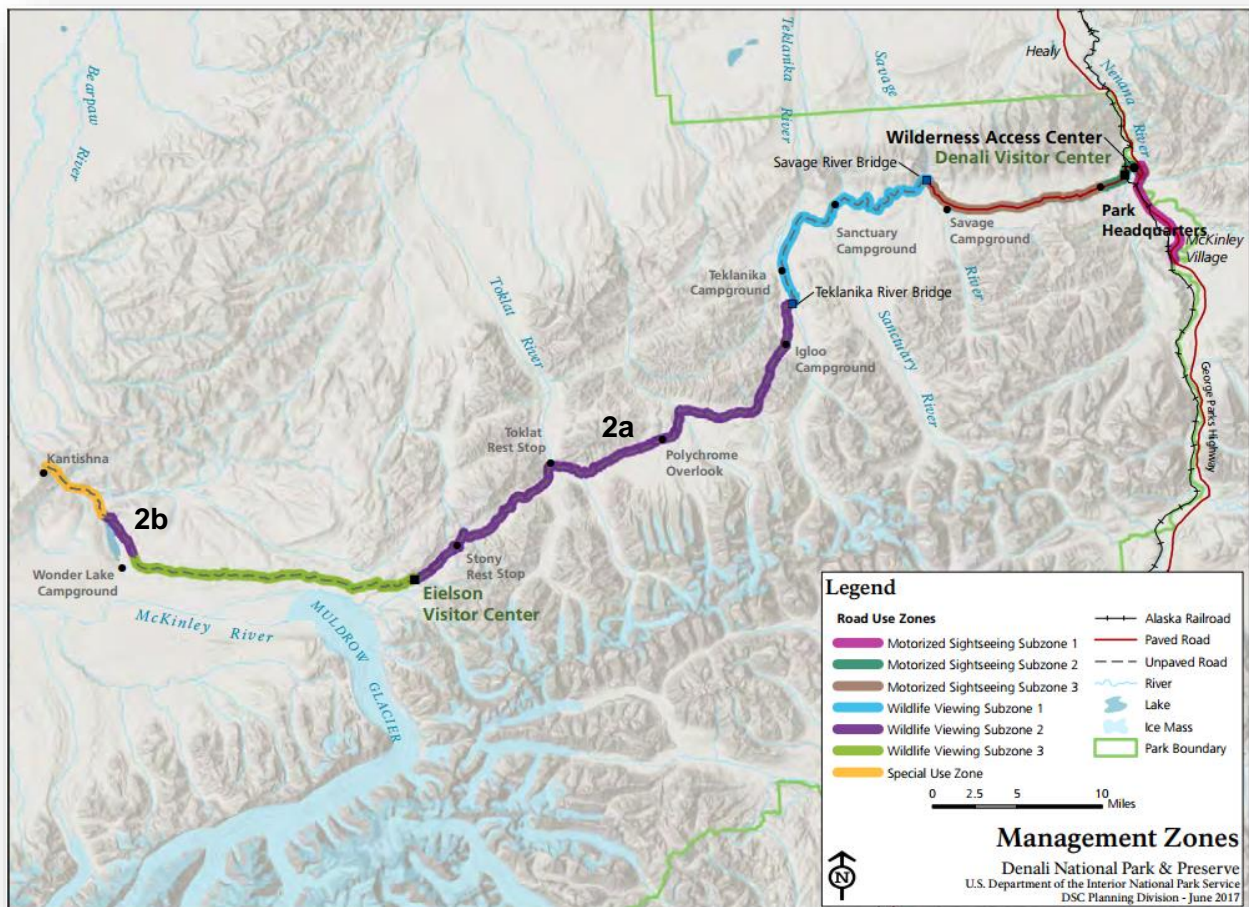 Bearpaw
River
Teklanika
River
Savage
River
Healy
Nenana
River
Wilderness Access Center
Denali Visitor Center
Savage River Bridge
Park
Headquarters
McKinley
Village
Sanctuary
Campground
Savage
Campground
River
Teklanika
Campground
Teklanika River Bridge
Toklat
River
Igloo
Campground
Sanctuary
River
George Parks Highway
2a
Toklat
Rest Stop
Polychrome
Overlook
Kantishna
2b
Stony
Rest Stop
Wonder Lake
Campground
Eielson
Visitor Center
McKinley River
MULDROW
GLACIER
Legend
Road Use Zones
Motorized Sightseeing Subzone 1
Motorized Sightseeing Subzone 2
Motorized Sightseeing Subzone 3
Wildlife Viewing Subzone 1
Wildlife Viewing Subzone 2
Wildlife Viewing Subzone 3
Special Use Zone
Alaska Railroad
Paved Road
Unpaved Road
River
Lake
Ice Mass
Park Boundary
0 2.5 5 10
Miles
N
Management Zones
Denali National Park & Preserve
U.S. Department of the Interior National Park Service
DSC Planning Division - June 2017